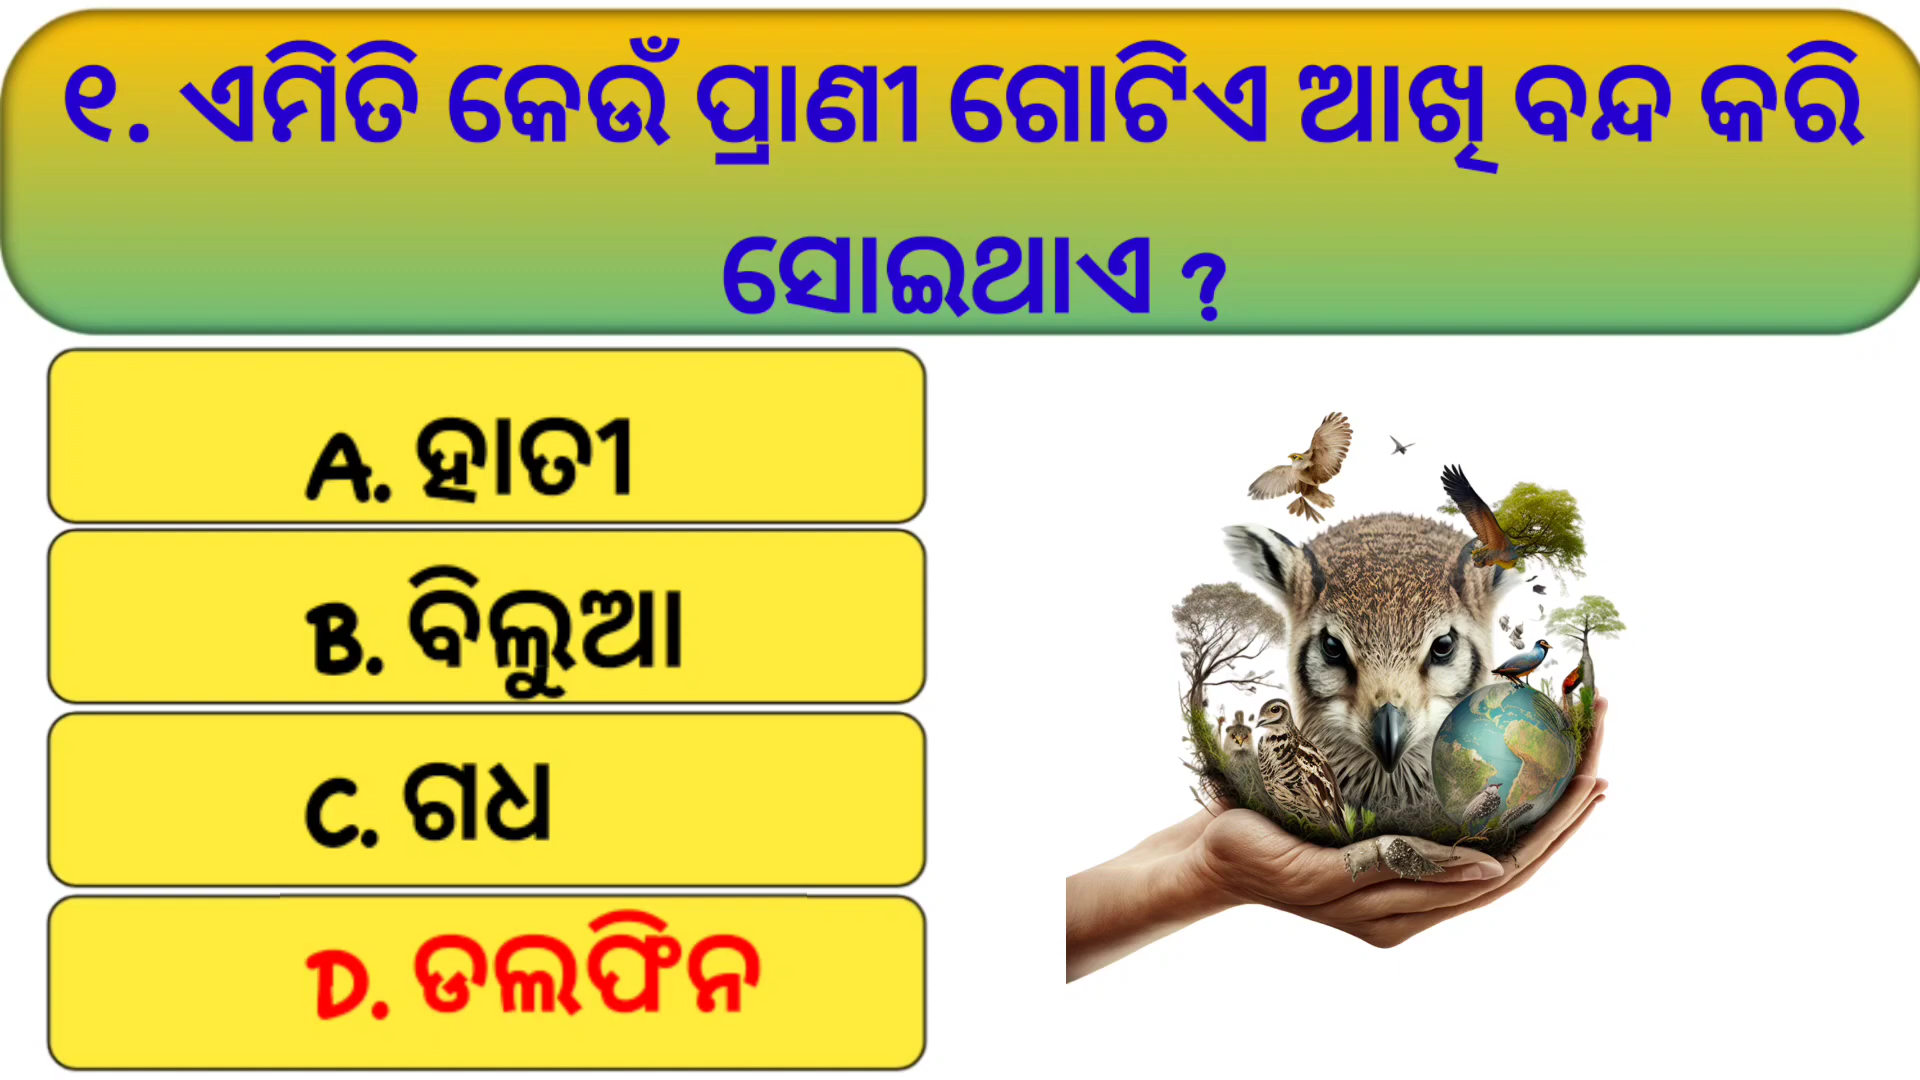 ୧. ଏମିତି କେଉଁ ପ୍ରାଣୀ ଗୋଟିଏ ଆଖି ବନ୍ଦ କରି
ସୋଇଥାଏ ?
A. ହାତୀ
B. ବିଲୁଆ
C. ଗଧ
D. ଡଲଫିନ